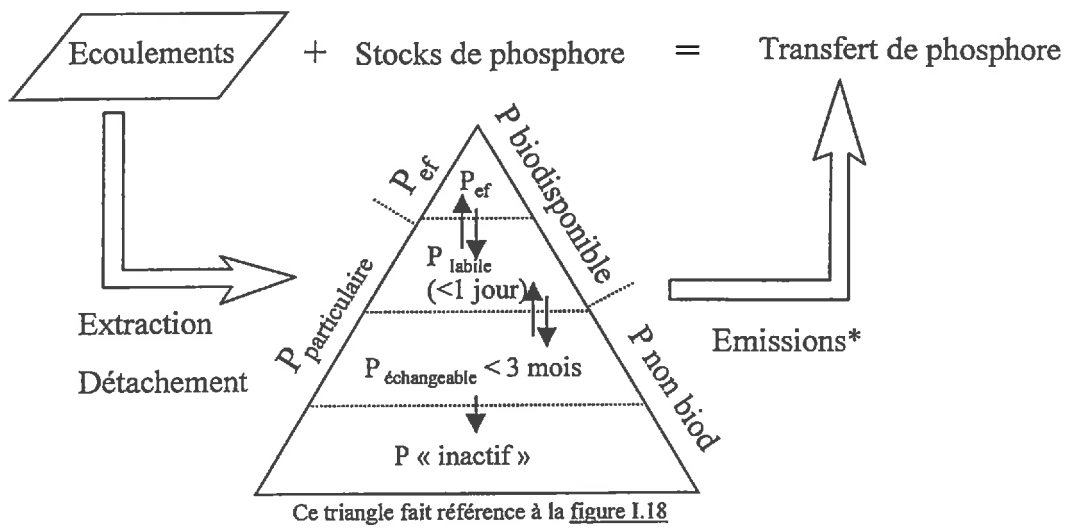 Ecoulements + Stocks de phosphore = Transfert de phosphore
P ef
P biodisponible
P ef
P labile
(<1 jour)
P particulaire
Extraction
Détachement
Emissions*
P échangeable < 3 mois
P non biod
P « inactif »
Ce triangle fait référence à la figure I.18